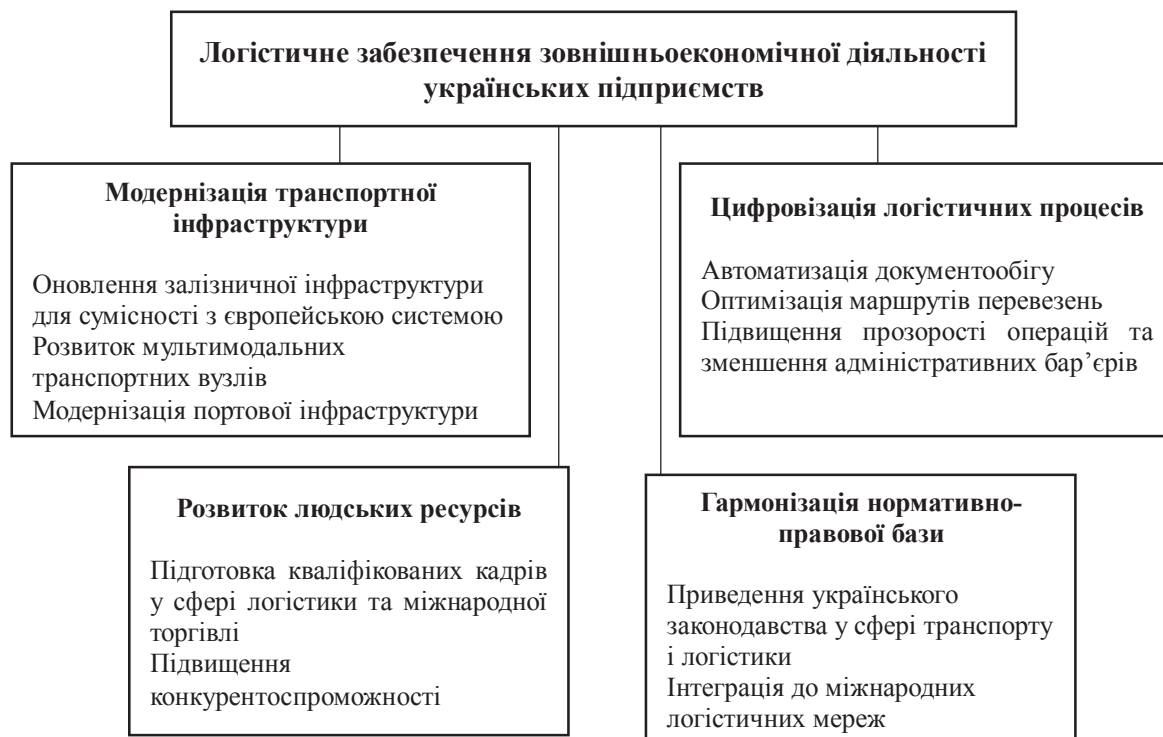 Логістичне забезпечення зовнішньоекономічної діяльності
українських підприємств
Модернізація транспортної
інфраструктури
Оновлення залізничної інфраструктури
для сумісності з європейською системою
Розвиток мультимодальних
транспортних вузлів
Модернізація портової інфраструктури
Цифровізація логістичних процесів
Автоматизація документообігу
Оптимізація маршрутів перевезень
Підвищення прозорості операцій та
зменшення адміністративних бар’єрів
Розвиток людських ресурсів
Підготовка кваліфікованих кадрів
у сфері логістики та міжнародної
торгівлі
Підвищення
конкурентоспроможності
Гармонізація нормативно-
правової бази
Приведення українського
законодавства у сфері транспорту
і логістики
Інтеграція до міжнародних
логістичних мереж